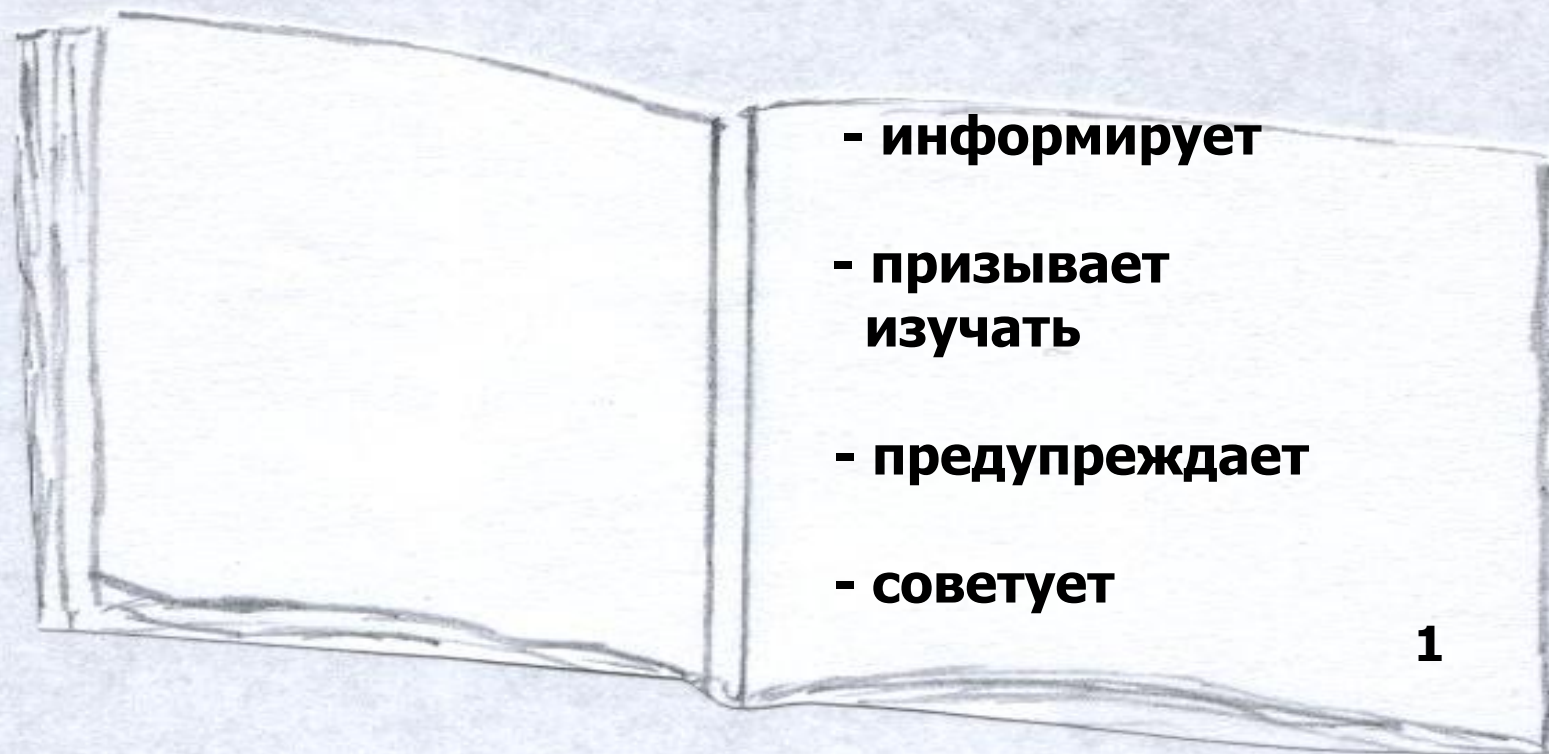 - информирует
- призывает
изучать
- предупреждает
- советует
1